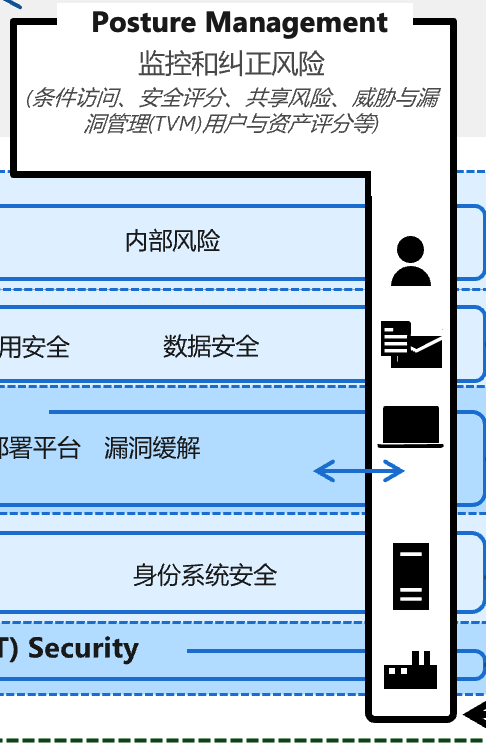 Posture Management
监控和纠正风险
(条件访问、安全评分、共享风险、威胁与漏
洞管理(TVM)用户与资产评分等)
内部风险
用安全 数据安全
署平台 漏洞缓解
身份系统安全
T) Security